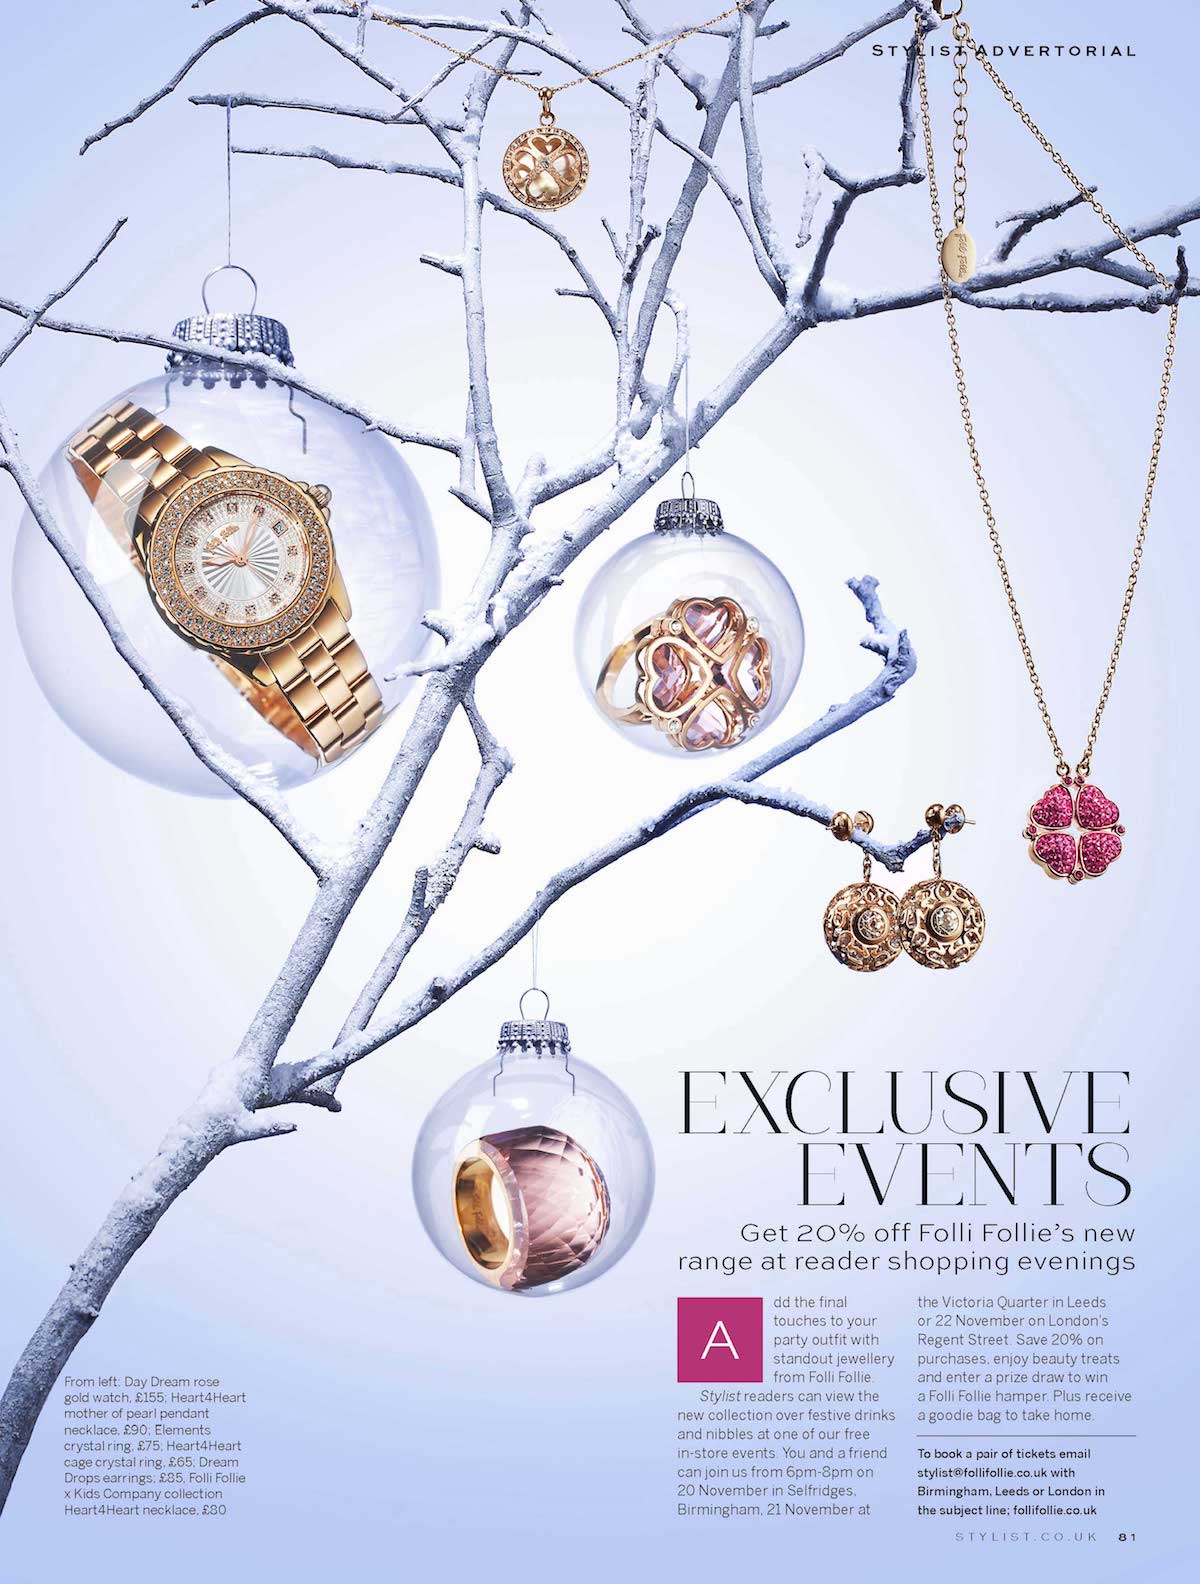 STYLIST ADVERTORIAL
Folli Follie
Folli Follie
Folli Follie
EXCLUSIVE
EVENTS
Get 20% off Folli Follie's new
range at reader shopping evenings
Add the final
touches to your
party outfit with
standout jewellery
from Folli Follie.
Stylist readers can view the
new collection over festive drinks
and nibbles at one of our free
in-store events. You and a friend
can join us from 6pm-8pm on
20 November in Selfridges,
Birmingham, 21 November at
the Victoria Quarter in Leeds
or 22 November on London's
Regent Street. Save 20% on
purchases, enjoy beauty treats
and enter a prize draw to win
a Folli Follie hamper. Plus receive
a goodie bag to take home.
To book a pair of tickets email
stylist@follifollie.co.uk with
Birmingham, Leeds or London in
the subject line; follifollie.co.uk
From left: Day Dream rose
gold watch, £155; Heart4Heart
mother of pearl pendant
necklace, £90; Elements
crystal ring, £75; Heart4Heart
cage crystal ring, £65; Dream
Drops earrings; £85, Folli Follie
x Kids Company collection
Heart4Heart necklace, £80
STYLIST.CO.UK 81